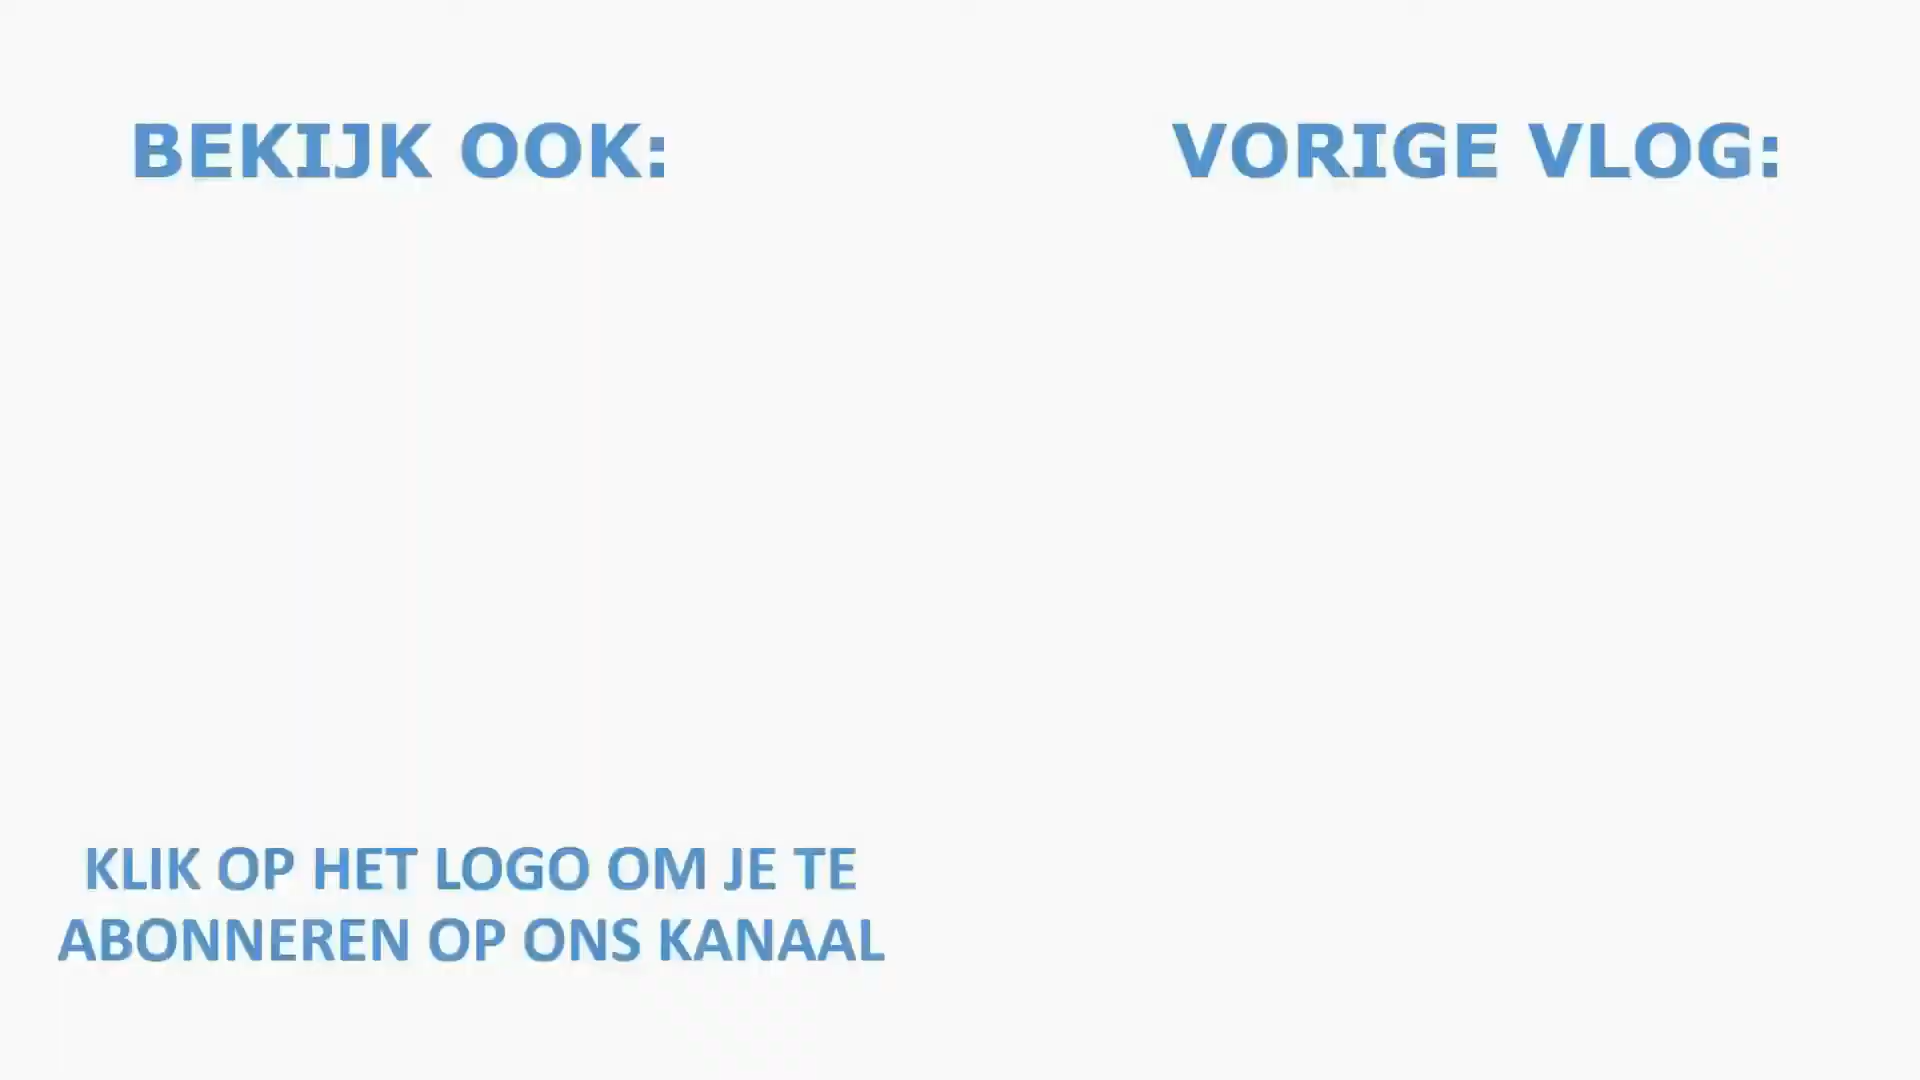 BEKIJK OOK:
VORIGE VLOG:
KLIK OP HET LOGO OM JE TE
ABONNEREN OP ONS KANAAL